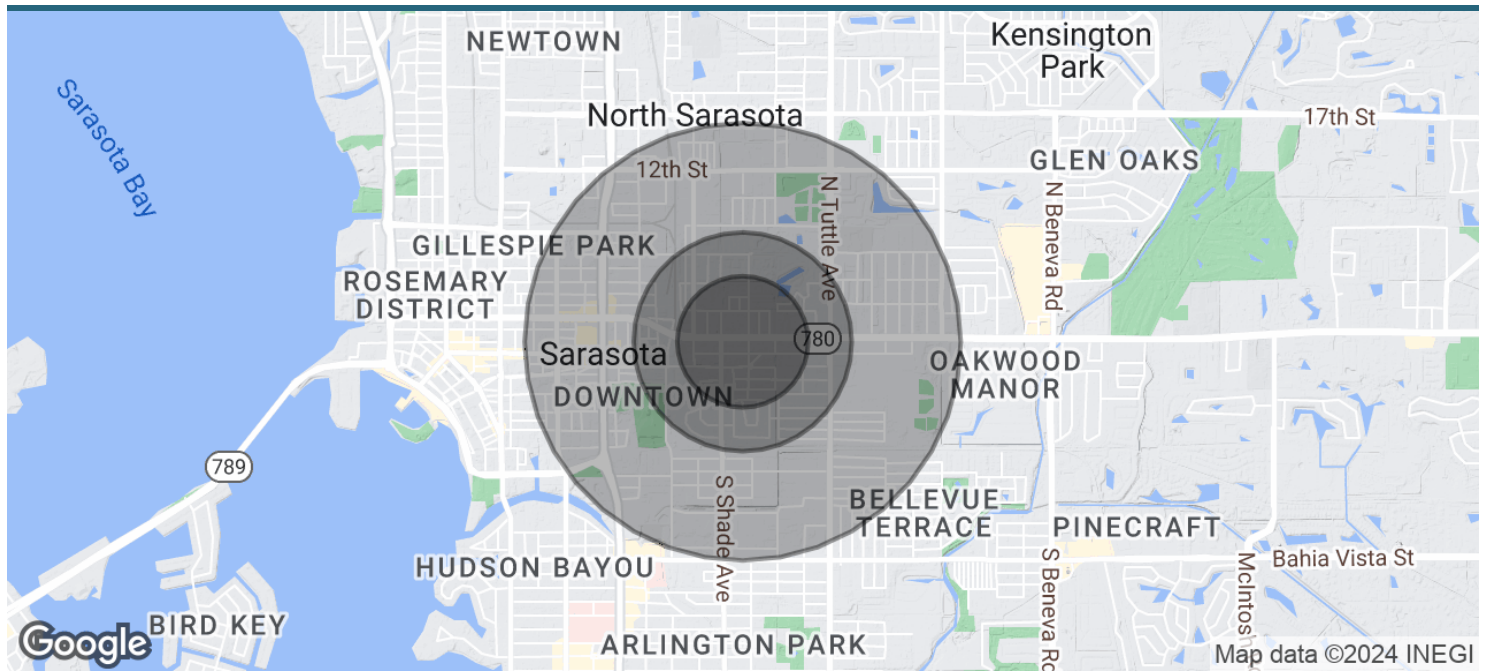 NEWTOWN
Kensington
Park
Sarasota Bay
North Sarasota
17th St
12th St
GLEN OAKS
N Tuttle Ave
N Beneva Rd
GILLESPIE PARK
ROSEMARY
DISTRICT
780
Sarasota
OAKWOOD
MANOR
DOWNTOWN
789
S Shade Ave
BELLEVUE
TERRACE
PINECRAFT
HUDSON BAYOU
Bahia Vista St
S Beneva Rd
McIntosh
BIRD KEY
ARLINGTON PARK
Google
Map data ©2024 INEGI